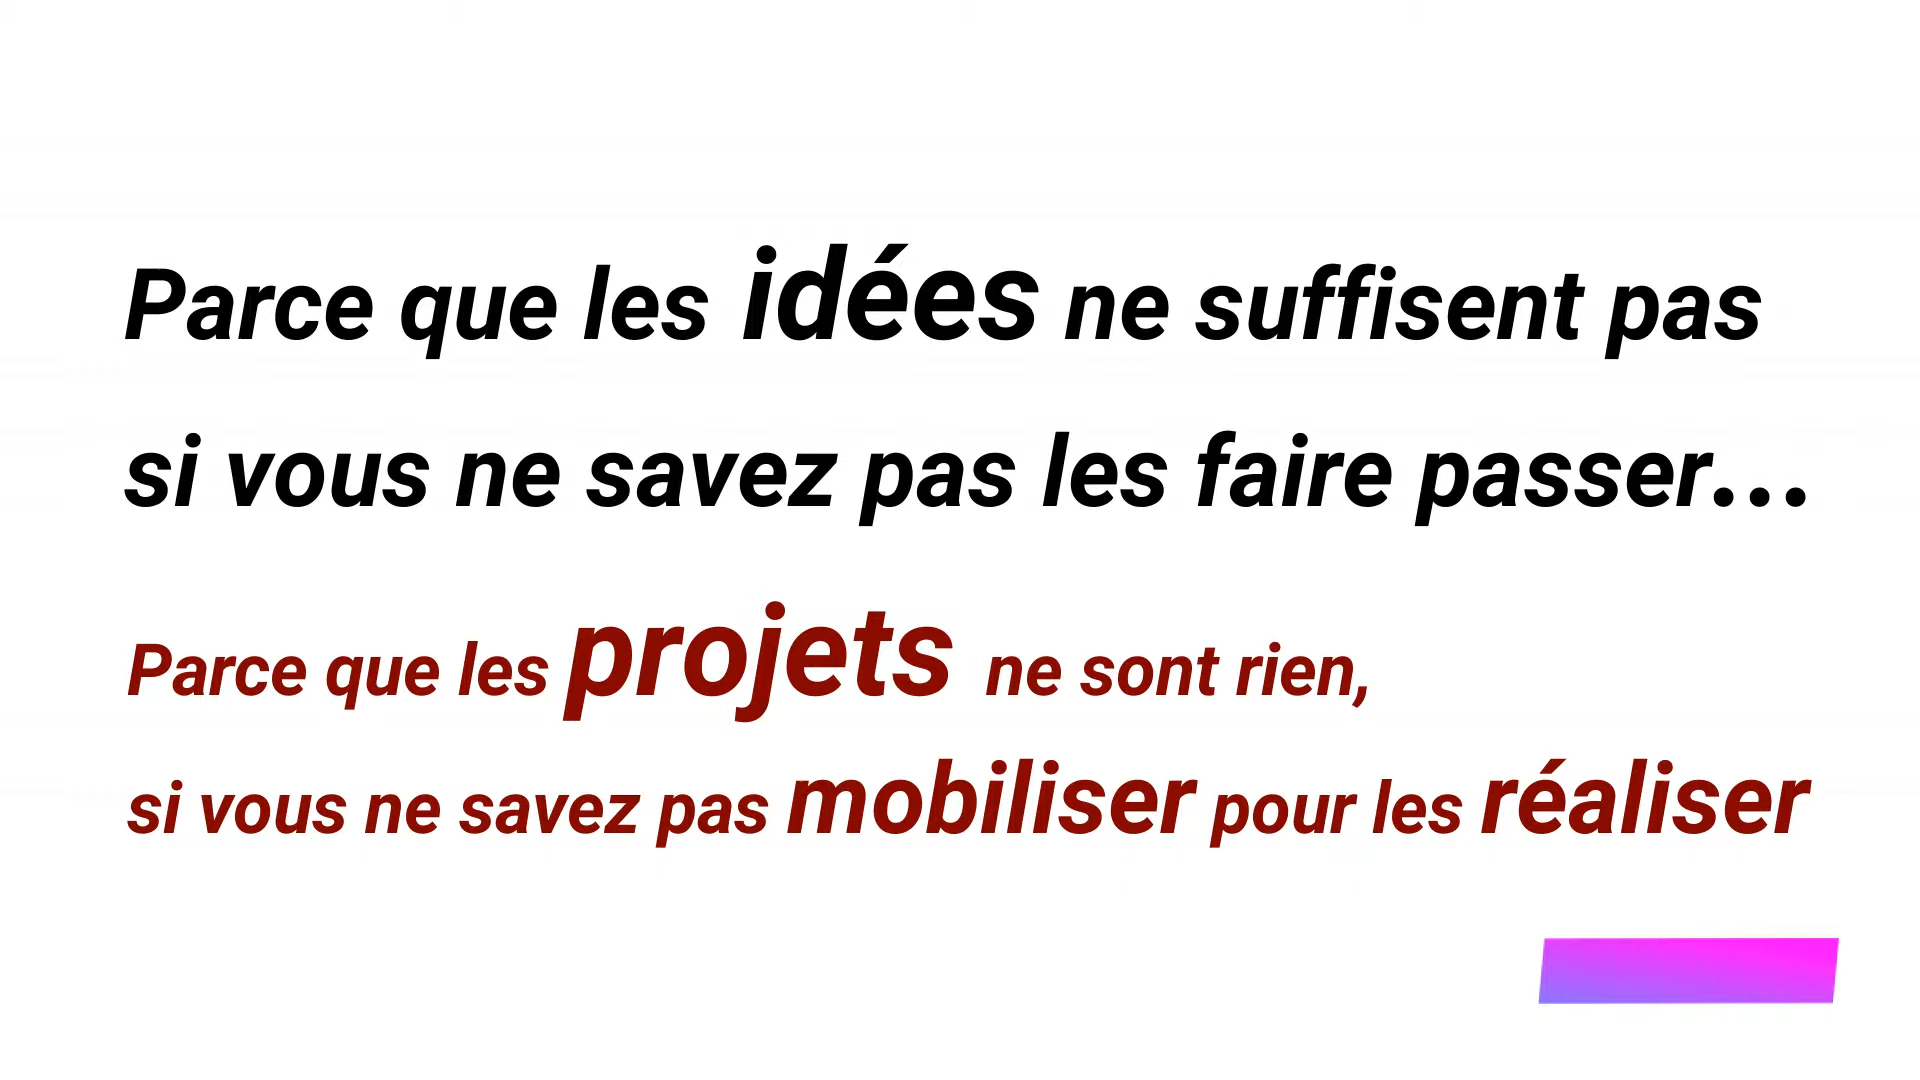 Parce que les idées ne suffisent pas
si vous ne savez pas les faire passer...
Parce que les projets ne sont rien,
si vous ne savez pas mobiliser pour les réaliser